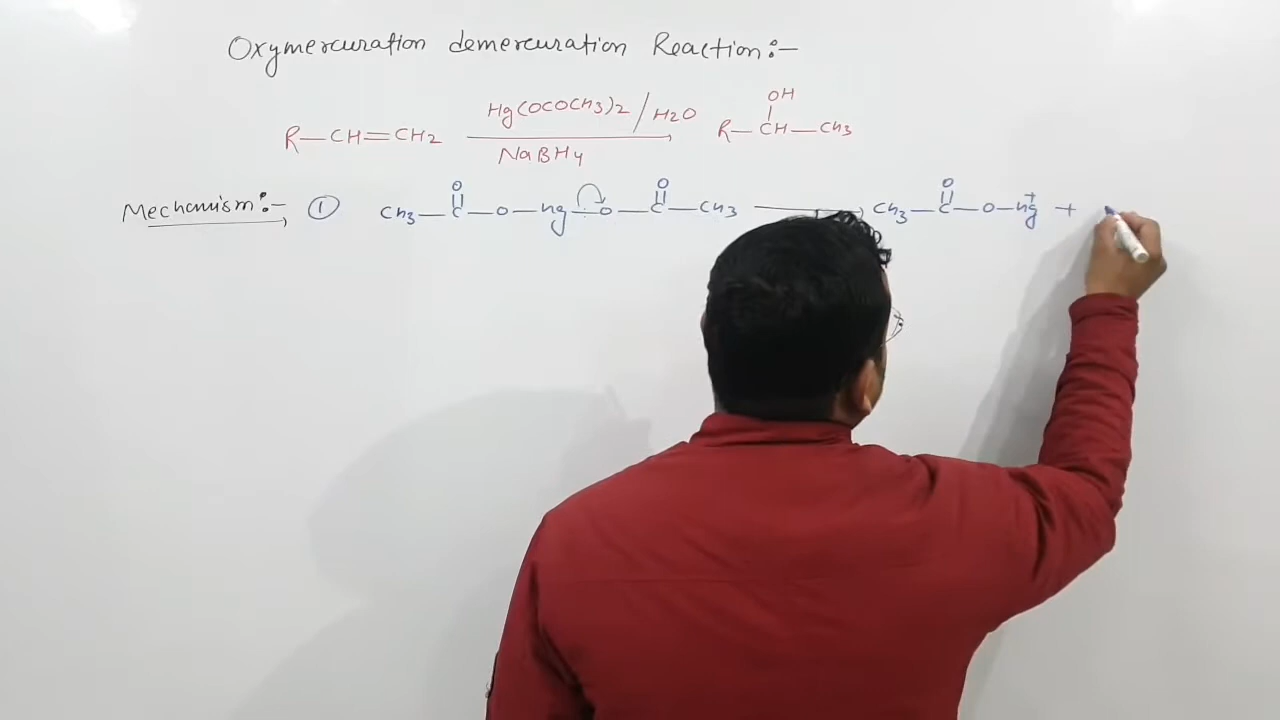 Oxymercuration demercuration Reaction:-
OH
Hg(OCOCH3)2/H2O
R-CH=CH2 R-CH-CH3
NaBH4
O O O
Mechanism:- ① CH3-C-O-Hg-O-C-CH3 → CH3-C-O-Hg+ +